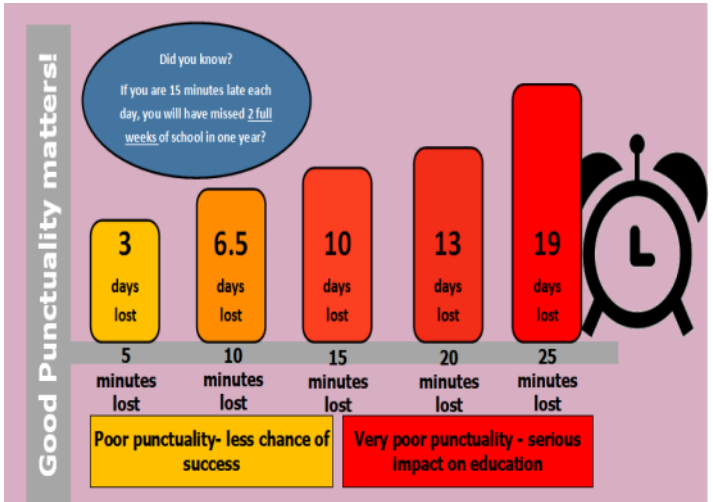 Good Punctuality matters!
Did you know?
If you are 15 minutes late each
day, you will have missed 2 full
weeks of school in one year?
3
days
lost
6.5
days
lost
10
days
lost
13
days
lost
19
days
lost
5
minutes
lost
10
minutes
lost
15
minutes
lost
20
minutes
lost
25
minutes
lost
Poor punctuality- less chance of
success
Very poor punctuality - serious
impact on education